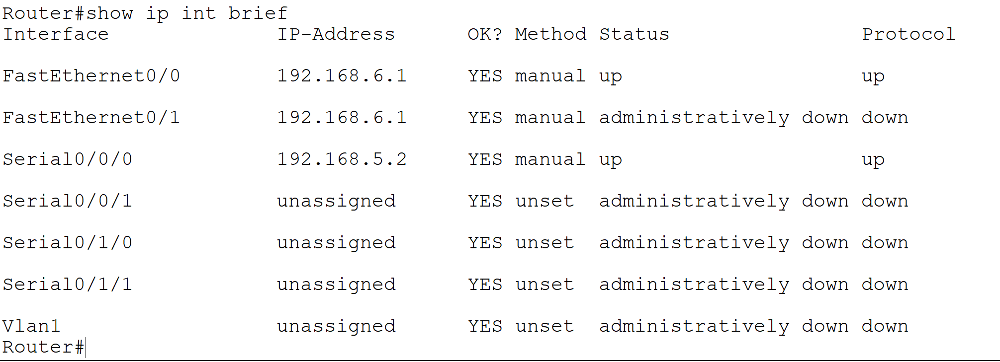 Router#show ip int brief
Interface              IP-Address      OK? Method Status                Protocol
FastEthernet0/0        192.168.6.1     YES manual up                    up
FastEthernet0/1        192.168.6.1     YES manual administratively down down
Serial0/0/0            192.168.5.2     YES manual up                    up
Serial0/0/1            unassigned      YES unset  administratively down down
Serial0/1/0            unassigned      YES unset  administratively down down
Serial0/1/1            unassigned      YES unset  administratively down down
Vlan1                  unassigned      YES unset  administratively down down
Router#